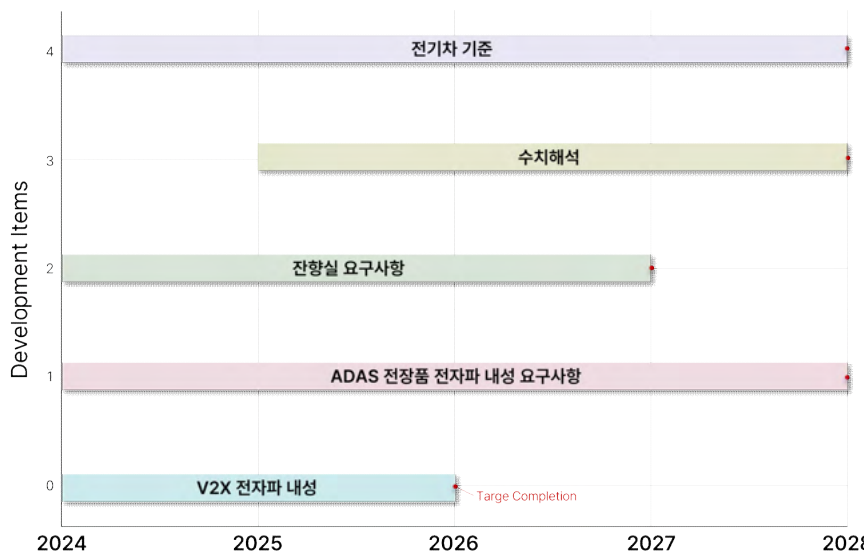 Development Items
4
전기차 기준
3
수치해석
2
잔향실 요구사항
1
ADAS 전장품 전자파 내성 요구사항
0
V2X 전자파 내성
Targe Completion
2024
2025
2026
2027